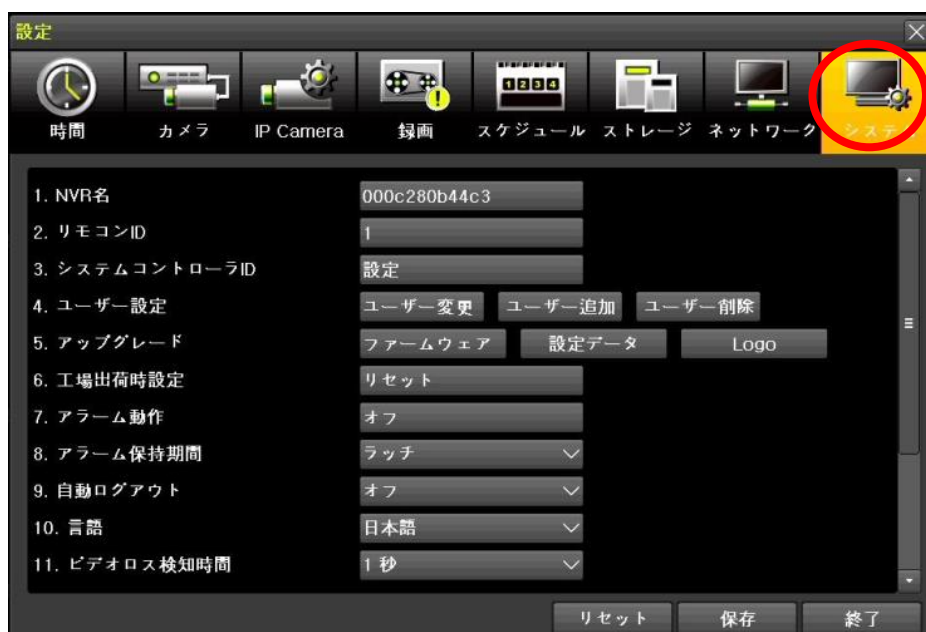 設定
時間 カメラ IP Camera 録画 スケジュール ストレージ ネットワーク システム
1234
1. NVR名 000c280b44c3
2. リモコンID 1
3. システムコントローラID 設定
4. ユーザー設定 ユーザー変更 ユーザー追加 ユーザー削除
5. アップグレード ファームウェア 設定データ Logo
6. 工場出荷時設定 リセット
7. アラーム動作 オフ
8. アラーム保持期間 ラッチ
9. 自動ログアウト オフ
10. 言語 日本語
11. ビデオロス検知時間 1 秒
リセット 保存 終了